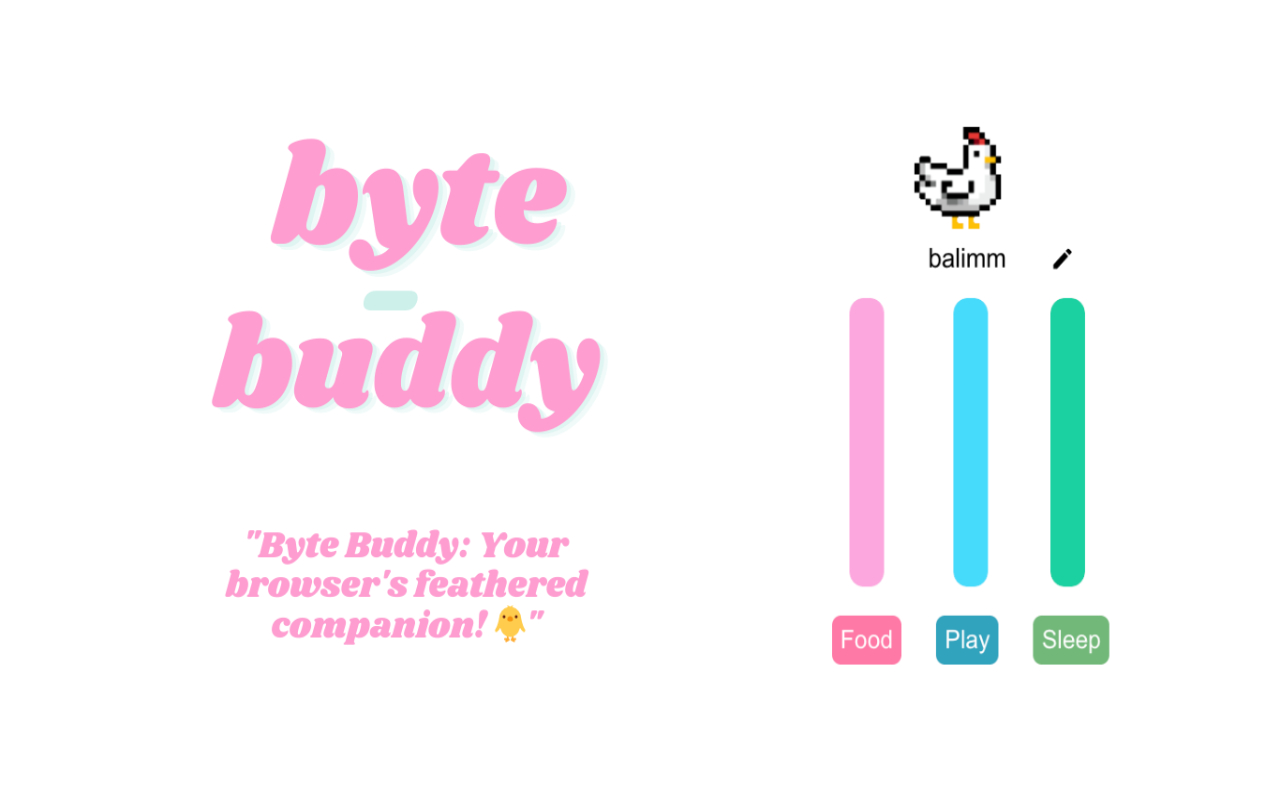 byte
-
buddy
"Byte Buddy: Your
browser's feathered
companion! 🐥"
balimm
Food Play Sleep